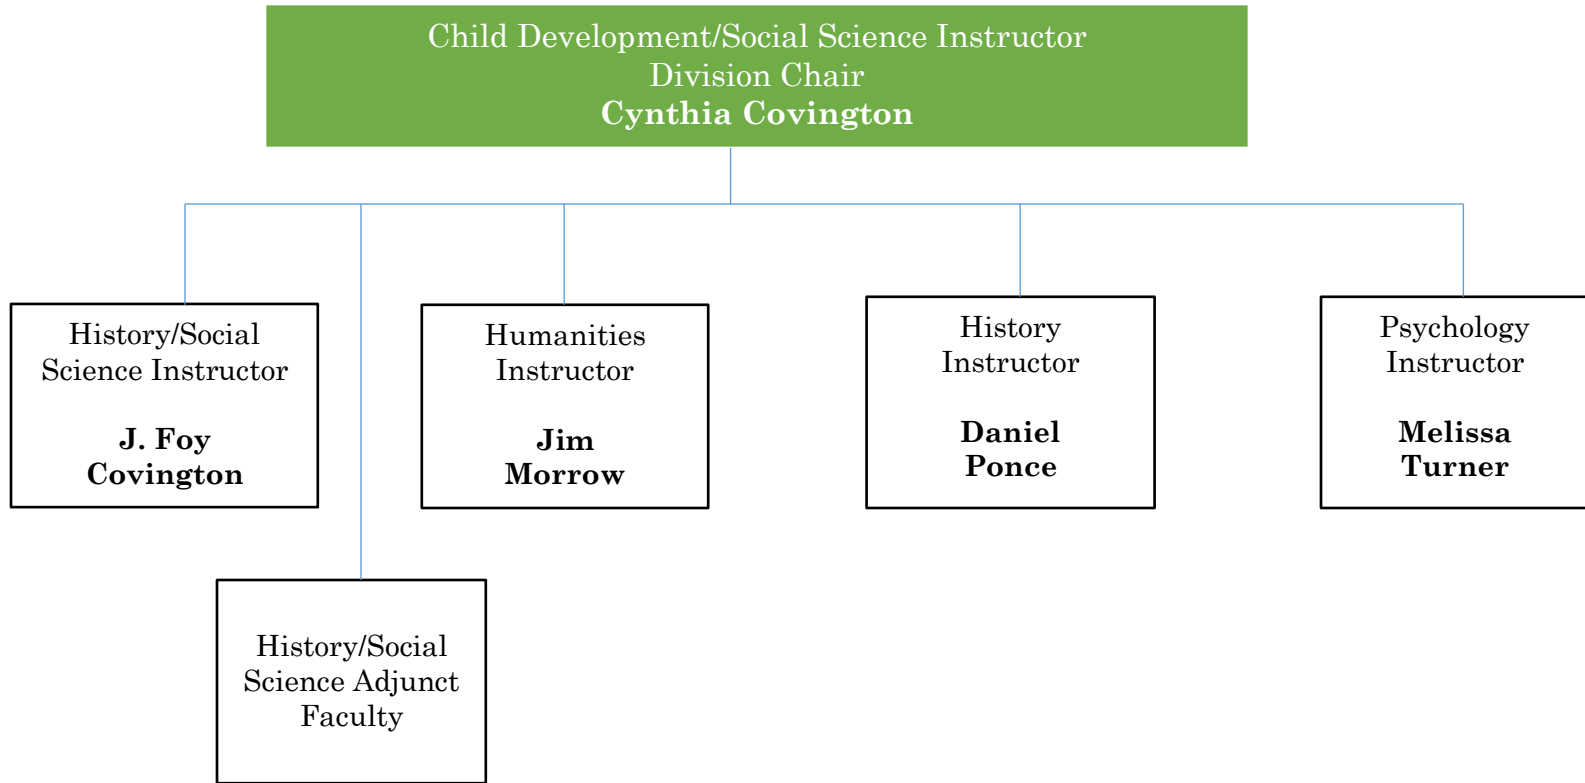 Child Development/Social Science Instructor
Division Chair
Cynthia Covington
History/Social
Science Instructor
J. Foy
Covington
Humanities
Instructor
Jim
Morrow
History
Instructor
Daniel
Ponce
Psychology
Instructor
Melissa
Turner
History/Social
Science Adjunct
Faculty